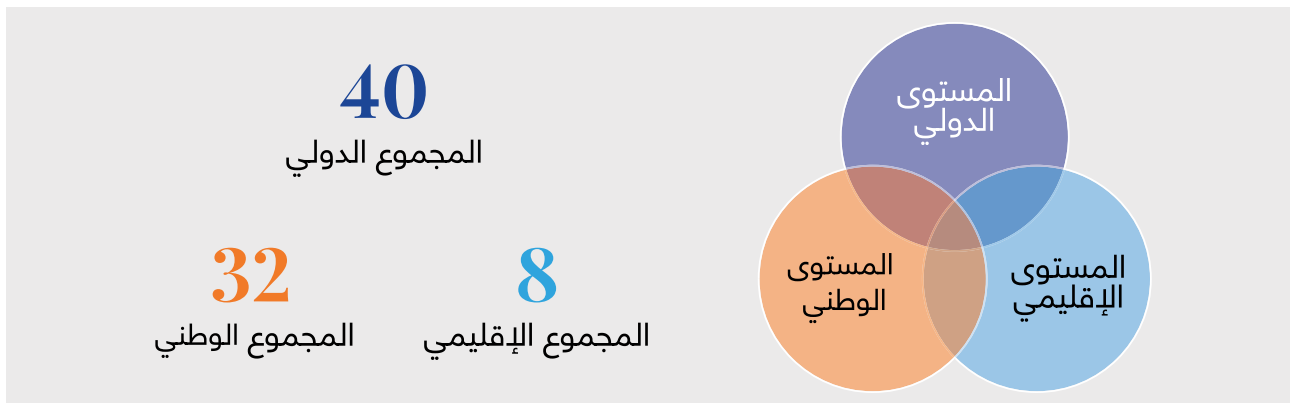 المستوى
الدولي
المستوى
الإقليمي
المستوى
الوطني
40
المجموع الدولي
8
المجموع الإقليمي
32
المجموع الوطني